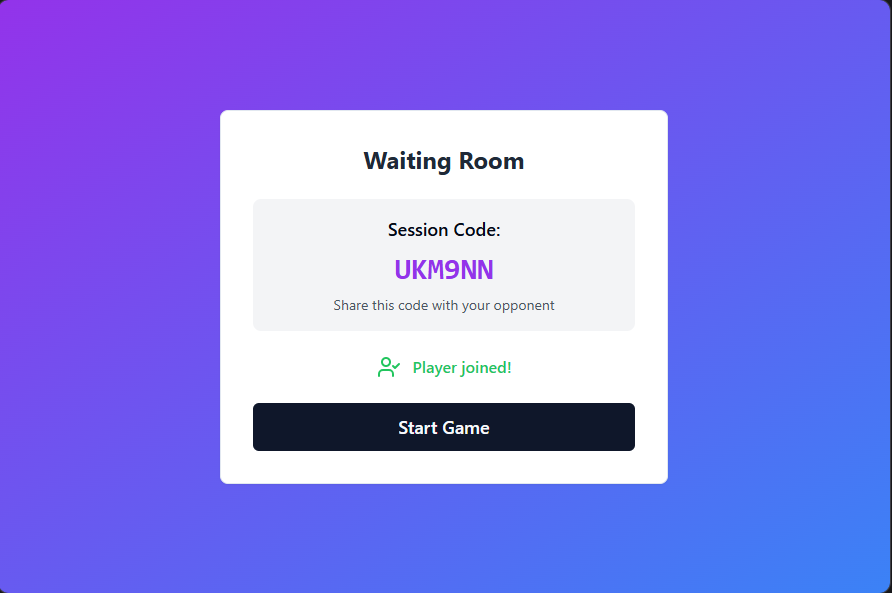 Waiting Room
Session Code:
UKM9NN
Share this code with your opponent
Player joined!
Start Game